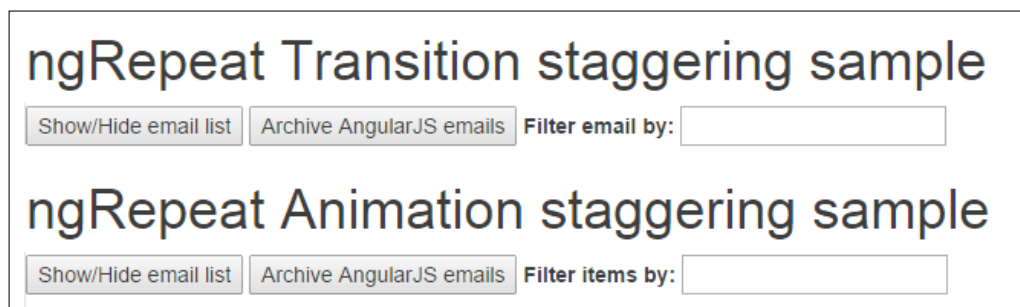 ngRepeat Transition staggering sample
Show/Hide email list Archive AngularJS emails Filter email by:
ngRepeat Animation staggering sample
Show/Hide email list Archive AngularJS emails Filter items by: